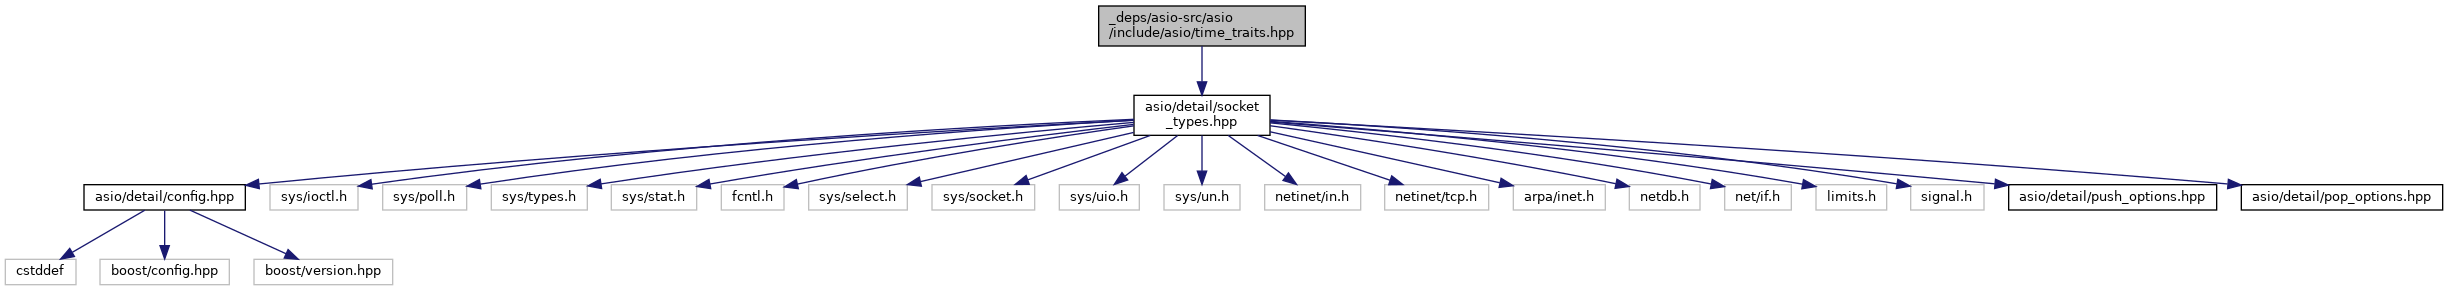 _deps/asio-src/asio
/include/asio/time_traits.hpp
asio/detail/socket
_types.hpp
asio/detail/config.hpp
sys/ioctl.h
sys/poll.h
sys/types.h
sys/stat.h
fcntl.h
sys/select.h
sys/socket.h
sys/uio.h
sys/un.h
netinet/in.h
netinet/tcp.h
arpa/inet.h
netdb.h
net/if.h
limits.h
signal.h
asio/detail/push_options.hpp
asio/detail/pop_options.hpp
cstddef
boost/config.hpp
boost/version.hpp